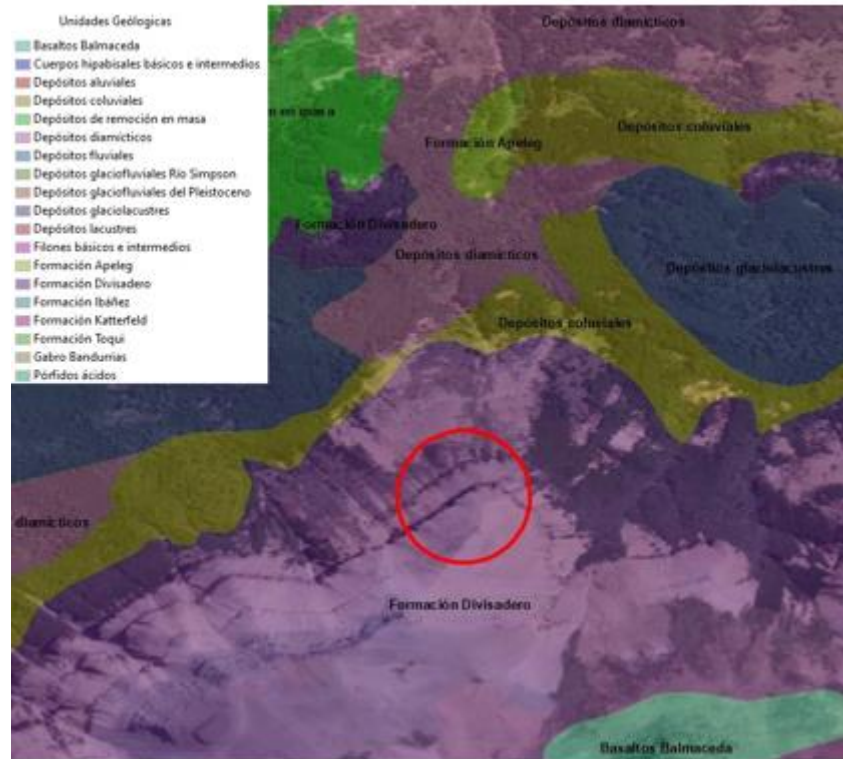 Unidades Geólogicas
Basaltos Balmaceda
Cuerpos hipabisales básicos e intermedios
Depósitos aluviales
Depósitos coluviales
Depósitos de remoción en masa
Depósitos diamícticos
Depósitos fluviales
Depósitos glaciofluviales Río Simpson
Depósitos glaciofluviales del Pleistoceno
Depósitos glaciolacustres
Depósitos lacustres
Filones básicos e intermedios
Formación Apeleg
Formación Divisadero
Formación Ibáñez
Formación Katterfeld
Formación Toqui
Gabro Bandurrias
Pórfidos ácidos
Depósitos diamícticos
n en masa
Depósitos coluviales
Formación Apeleg
Formación Divisadero
Depósitos diamícticos
Depósitos glaciolacustres
Depósitos coluviales
diamícticos
Formación Divisadero
Basaltos Balmaceda